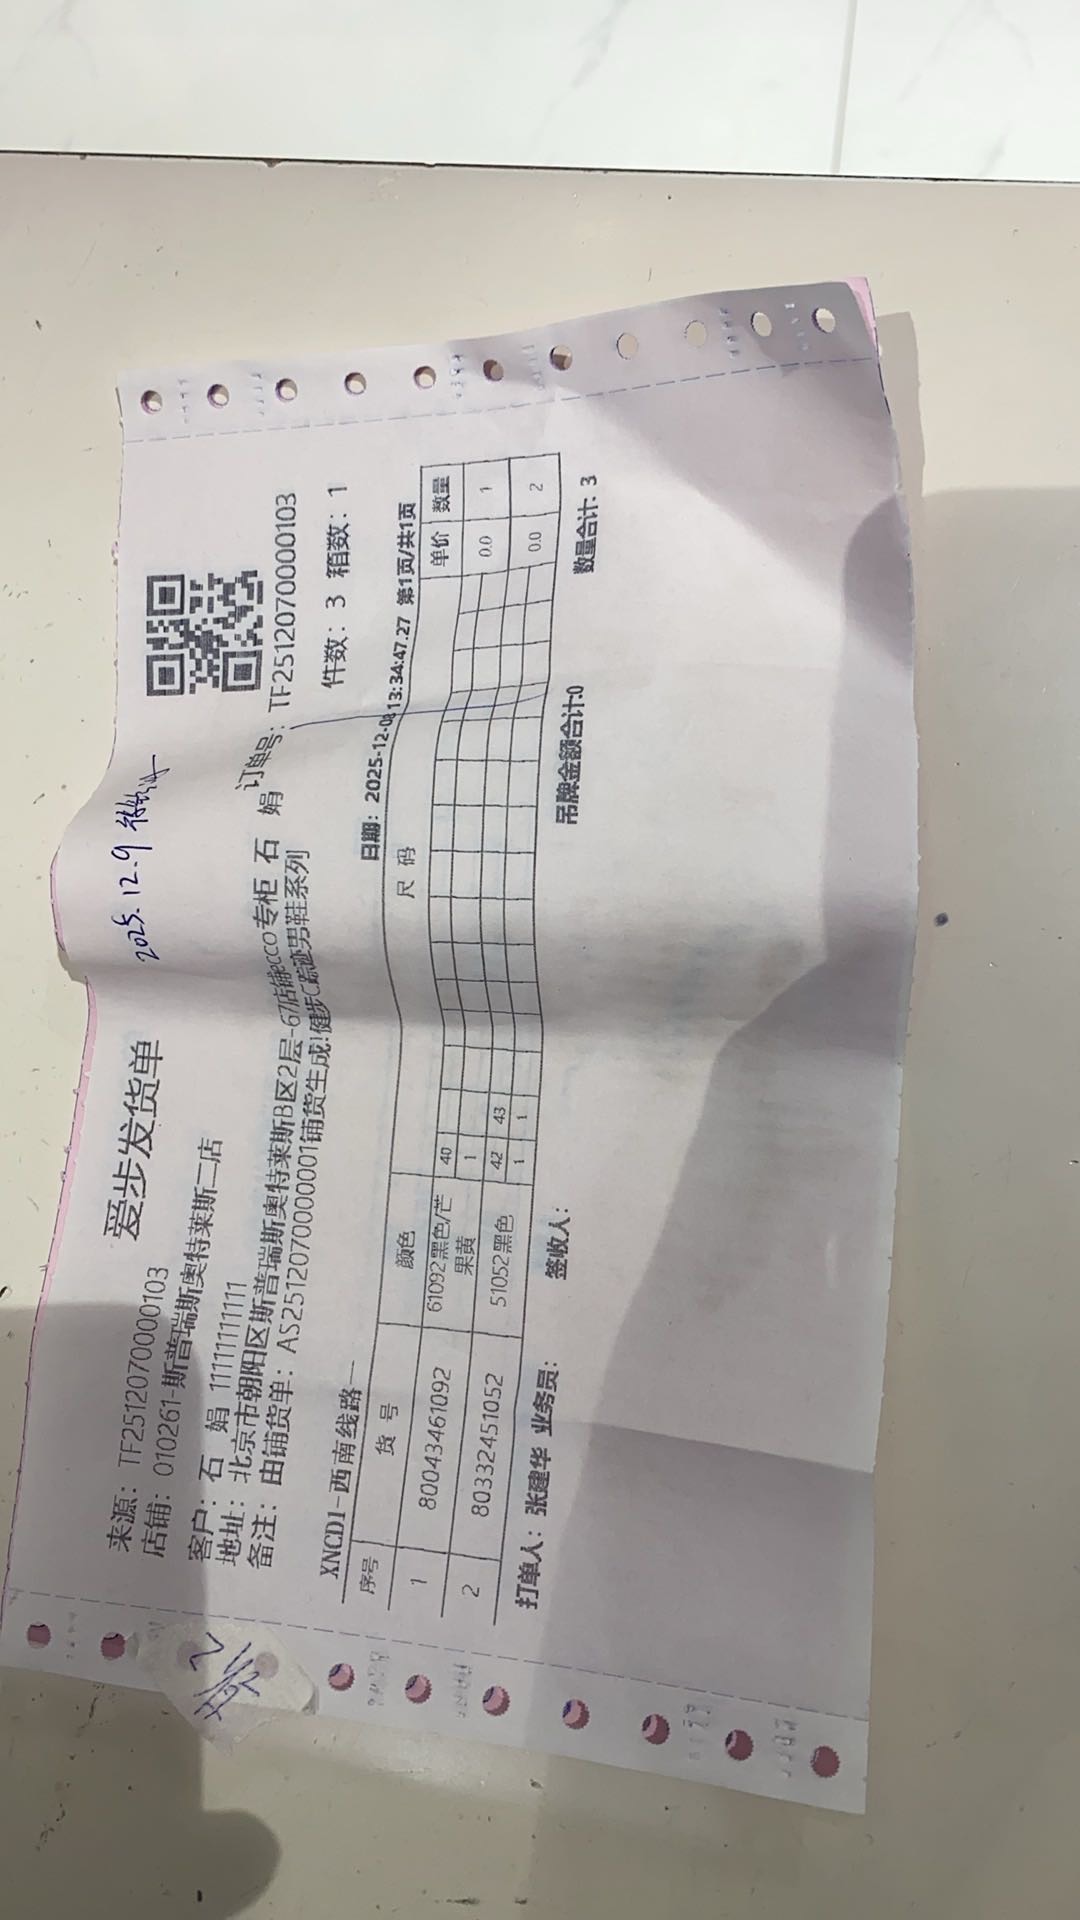 爱步发货单
2025.12.9
来源：TF251207000​0103
店铺：010261-斯普瑞斯奥特莱斯二店
客户：石 娟 11111111111
地址：北京市朝阳区斯普瑞斯奥特莱斯B区2层-67店铺ECCO专柜 石 娟
订单号：TF2512070000103
备注：由铺货单：AS2512070000001铺货生成!健步C踪迹男鞋系列
件数：3 箱数：1
XNCD1-西南线路一
日期：2025-12-08 13:34:47.27 第1页/共1页
序号 货 号 颜色 尺 码 单价 数量
1 80043461092 61092黑色/芒果黄 40 0.0 1
1
2 80332451052 51052黑色 42 43 0.0 2
1 1
打单人：张建华 业务员： 签收人： 吊牌金额合计:0 数量合计: 3